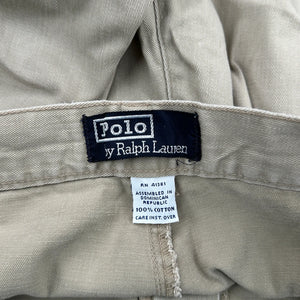 Polo
by Ralph Lauren
RN 41381
ASSEMBLED IN
DOMINICAN
REPUBLIC
100% COTTON
CARE INST. OVER